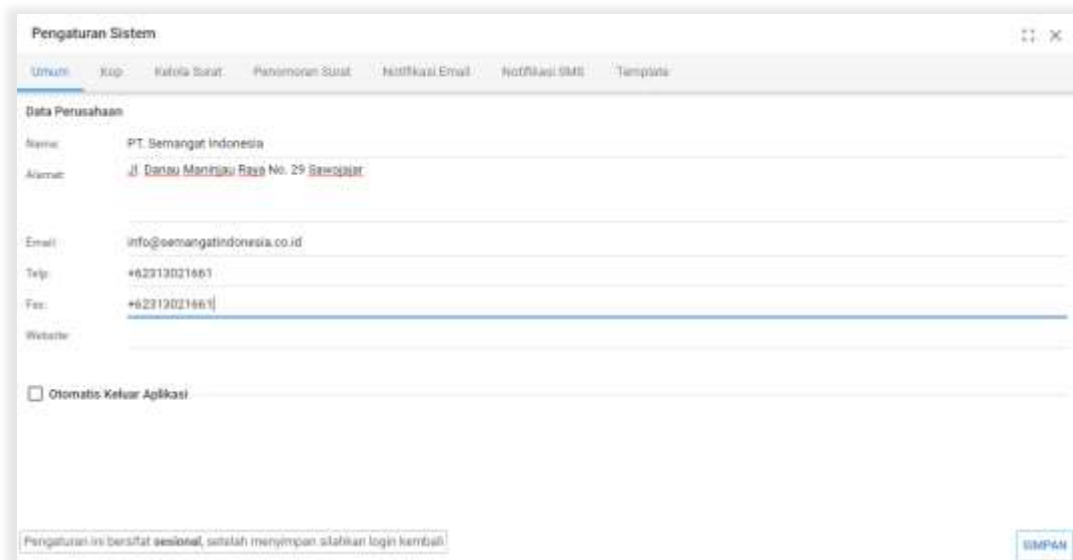 Pengaturan Sistem
Umum Kop Kelola Surat Penomoran Surat Notifikasi Email Notifikasi SMS Template
Data Perusahaan
Nama: PT. Semangat Indonesia
Alamat: Jl. Danau Maninjau Raya No. 29 Sawojajar
Email: info@semangatindonesia.co.id
Telp: +62313021661
Fax: +62313021661
Website:
Otomatis Keluar Aplikasi
Pengaturan ini bersifat sesional, setelah menyimpan silahkan login kembali
SIMPAN